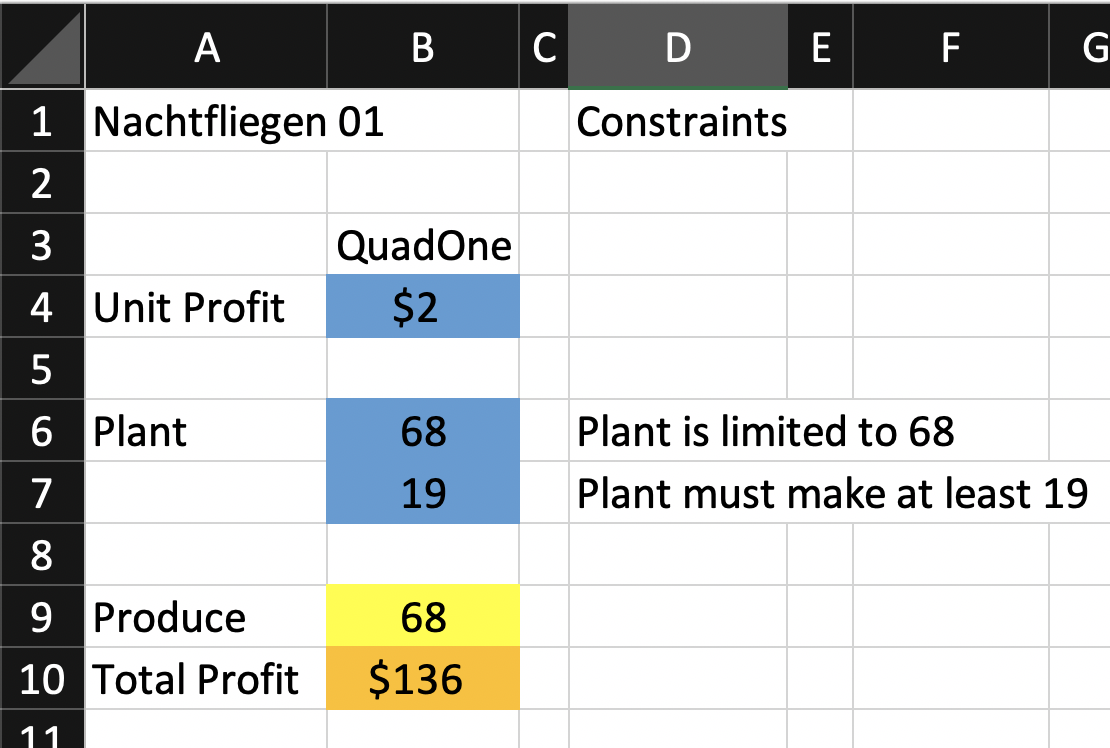 A B C D E F G
1 Nachtfliegen 01 Constraints
2
3 QuadOne
4 Unit Profit $2
5
6 Plant 68 Plant is limited to 68
7 19 Plant must make at least 19
8
9 Produce 68
10 Total Profit $136
11